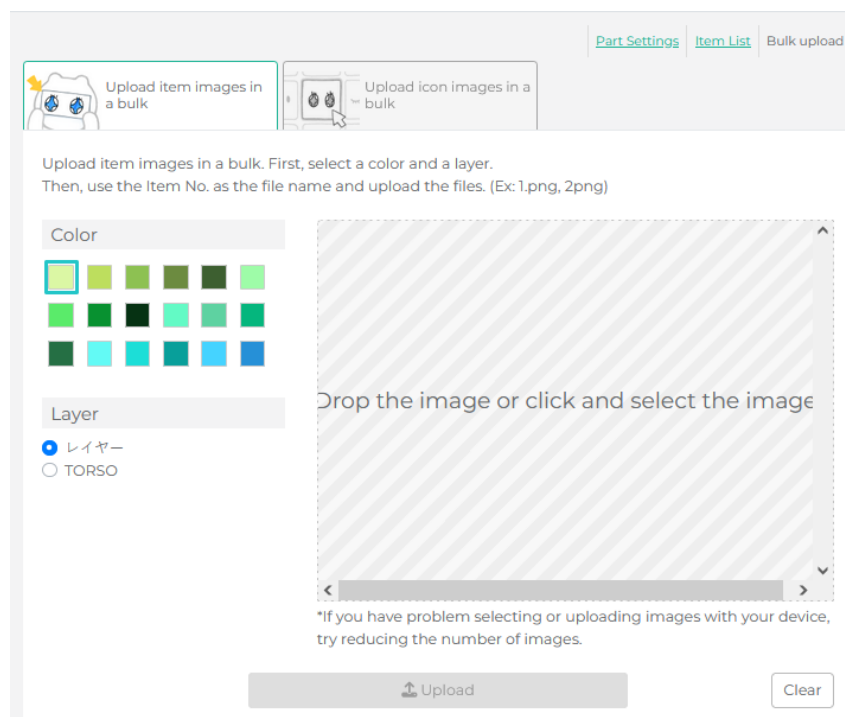 Part Settings Item List Bulk upload
Upload item images in
a bulk
Upload icon images in a
bulk
Upload item images in a bulk. First, select a color and a layer.
Then, use the Item No. as the file name and upload the files. (Ex: 1.png, 2png)
Color
Drop the image or click and select the image
Layer
レイヤー
TORSO
*If you have problem selecting or uploading images with your device,
try reducing the number of images.
Upload
Clear